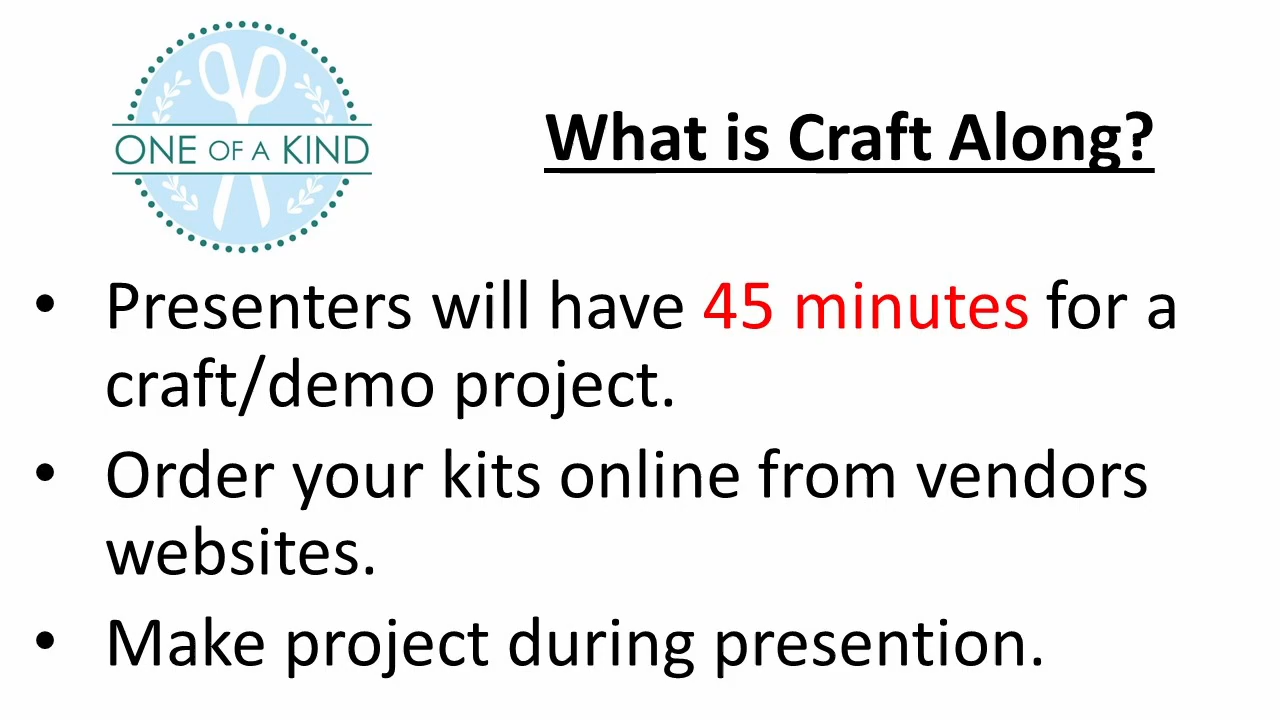 ONE OF A KIND
What is Craft Along?
• Presenters will have 45 minutes for a
craft/demo project.
• Order your kits online from vendors
websites.
• Make project during presention.